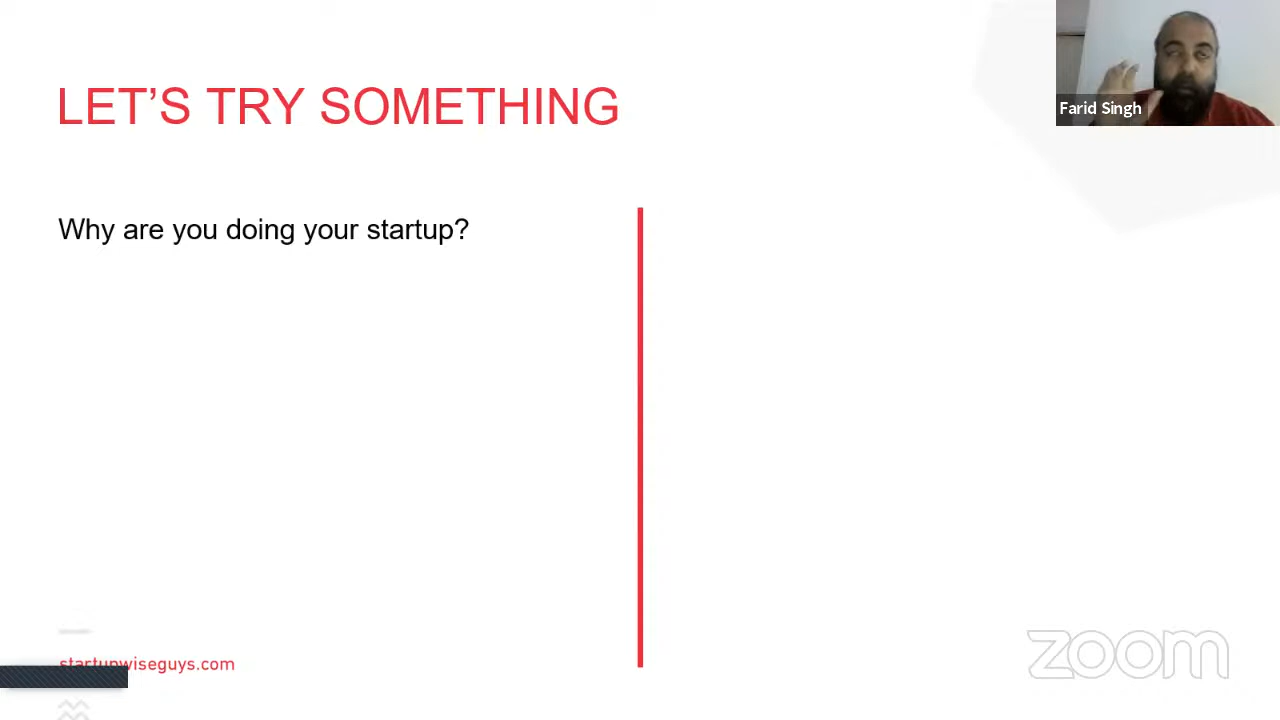 LET’S TRY SOMETHING
Farid Singh
Why are you doing your startup?
startupwiseguys.com
zoom